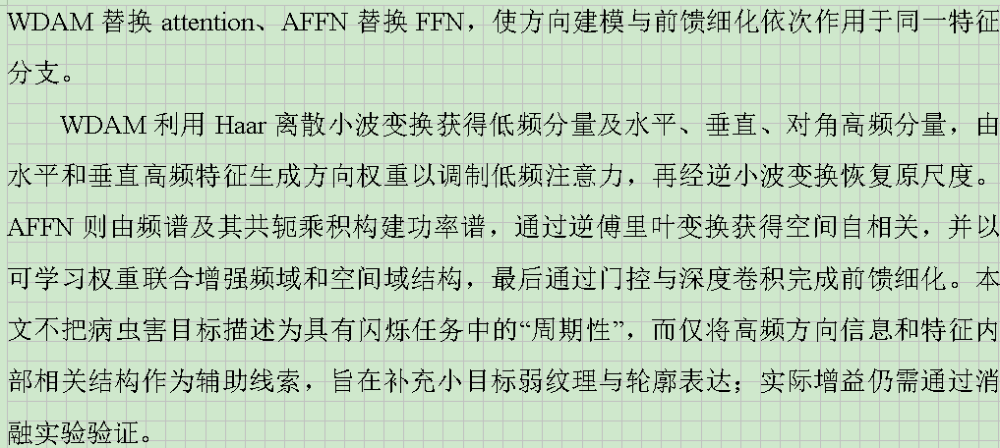 WDAM 替换 attention、AFFN 替换 FFN，使方向建模与前馈细化依次作用于同一特征
分支。
WDAM 利用 Haar 离散小波变换获得低频分量及水平、垂直、对角高频分量，由
水平和垂直高频特征生成方向权重以调制低频注意力，再经逆小波变换恢复原尺度。
AFFN 则由频谱及其共轭乘积构建功率谱，通过逆傅里叶变换获得空间自相关，并以
可学习权重联合增强频域和空间域结构，最后通过门控与深度卷积完成前馈细化。本
文不把病虫害目标描述为具有闪烁任务中的“周期性”，而仅将高频方向信息和特征内
部相关结构作为辅助线索，旨在补充小目标弱纹理与轮廓表达；实际增益仍需通过消
融实验验证。